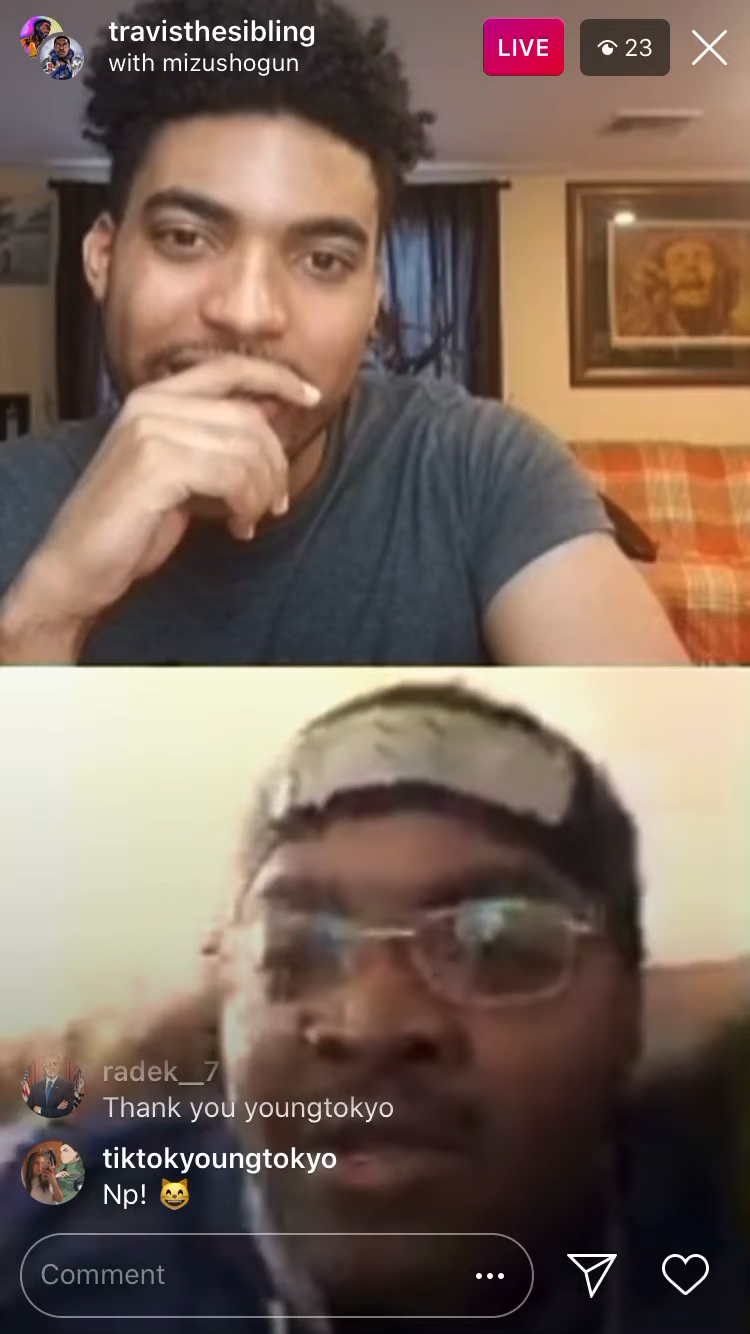 travisthesibling
with mizushogun
LIVE
23
radek__7
Thank you youngtokyo
tiktokyoungtokyo
Np! 😸
Comment